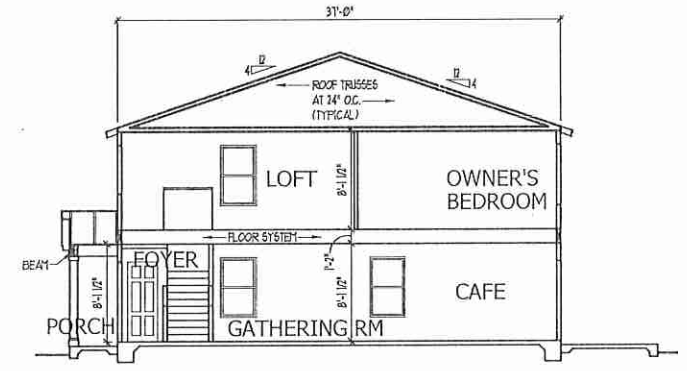 37'-0"
12
4
12
4
ROOF TRUSSES
AT 24" O.C.
(TYPICAL)
LOFT
8'-1 1/2"
OWNER'S
BEDROOM
FLOOR SYSTEM
1'-2"
BEAM
FOYER
8'-1 1/2"
8'-1 1/2"
CAFE
PORCH
GATHERING RM